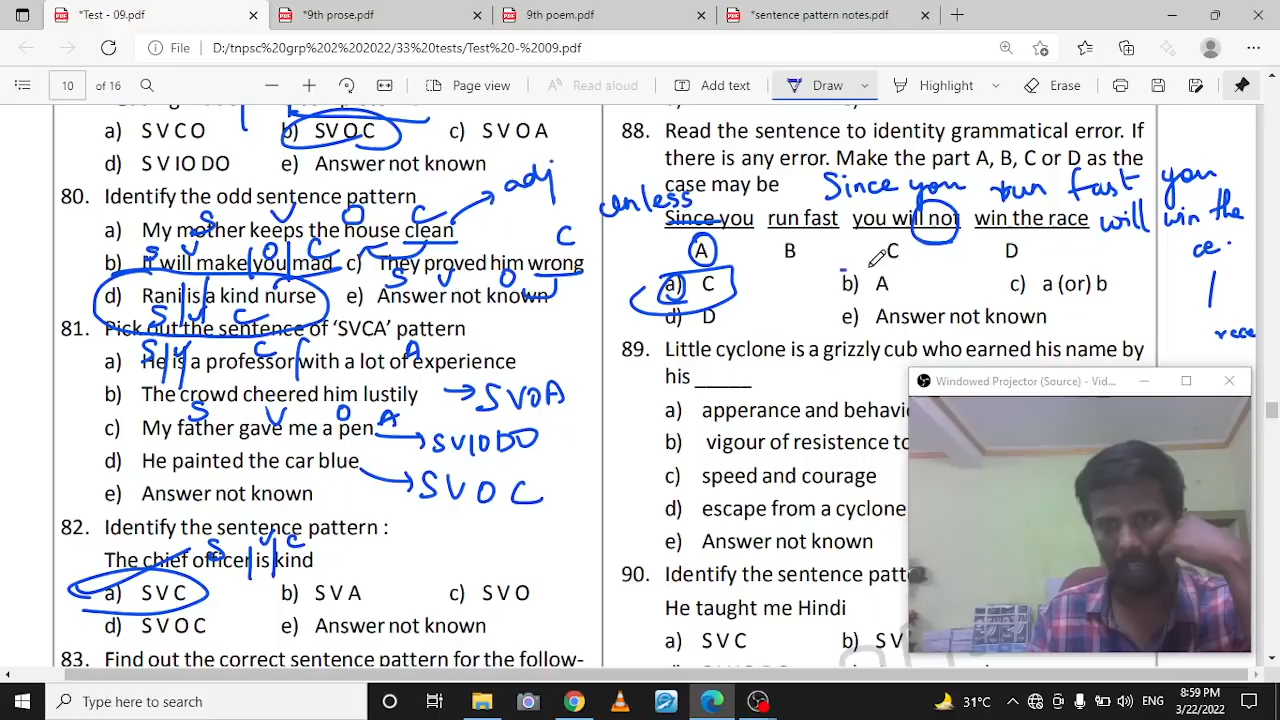 *Test - 09.pdf
*9th prose.pdf
9th poem.pdf
*sentence pattern notes.pdf
File D:/tnpsc%20grp%202%202022/33%20tests/Test%20-%2009.pdf
10 of 16
Page view
Read aloud
Add text
Draw
Highlight
Erase
a) S V C O b) S V O C c) S V O A
d) S V IO DO e) Answer not known
adj
80. Identify the odd sentence pattern
S V O C
a) My mother keeps the house clean
S V O C C
b) It will make you mad c) They proved him wrong
S V O
d) Rani is a kind nurse e) Answer not known
S V C
81. Pick out the sentence of 'SVCA' pattern
S V C A
a) He is a professor with a lot of experience
b) The crowd cheered him lustily → S V O A
S V O A
c) My father gave me a pen → S V IO DO
d) He painted the car blue → S V O C
e) Answer not known
82. Identify the sentence pattern :
S V C
The chief officer is kind
a) S V C b) S V A c) S V O
d) S V O C e) Answer not known
83. Find out the correct sentence pattern for the follow-
88. Read the sentence to identity grammatical error. If
there is any error. Make the part A, B, C or D as the
case may be
Since you run fast you
will win the
race
unless
Since you run fast you will not win the race
A B C D
a) C b) A c) a (or) b
d) D e) Answer not known
89. Little cyclone is a grizzly cub who earned his name by
his _____
a) apperance and behavi
b) vigour of resistence to
c) speed and courage
d) escape from a cyclone
e) Answer not known
90. Identify the sentence patt
He taught me Hindi
a) S V C b) S V
Windowed Projector (Source) - Vid...
Type here to search
31°C
ENG
8:59 PM
3/22/2022